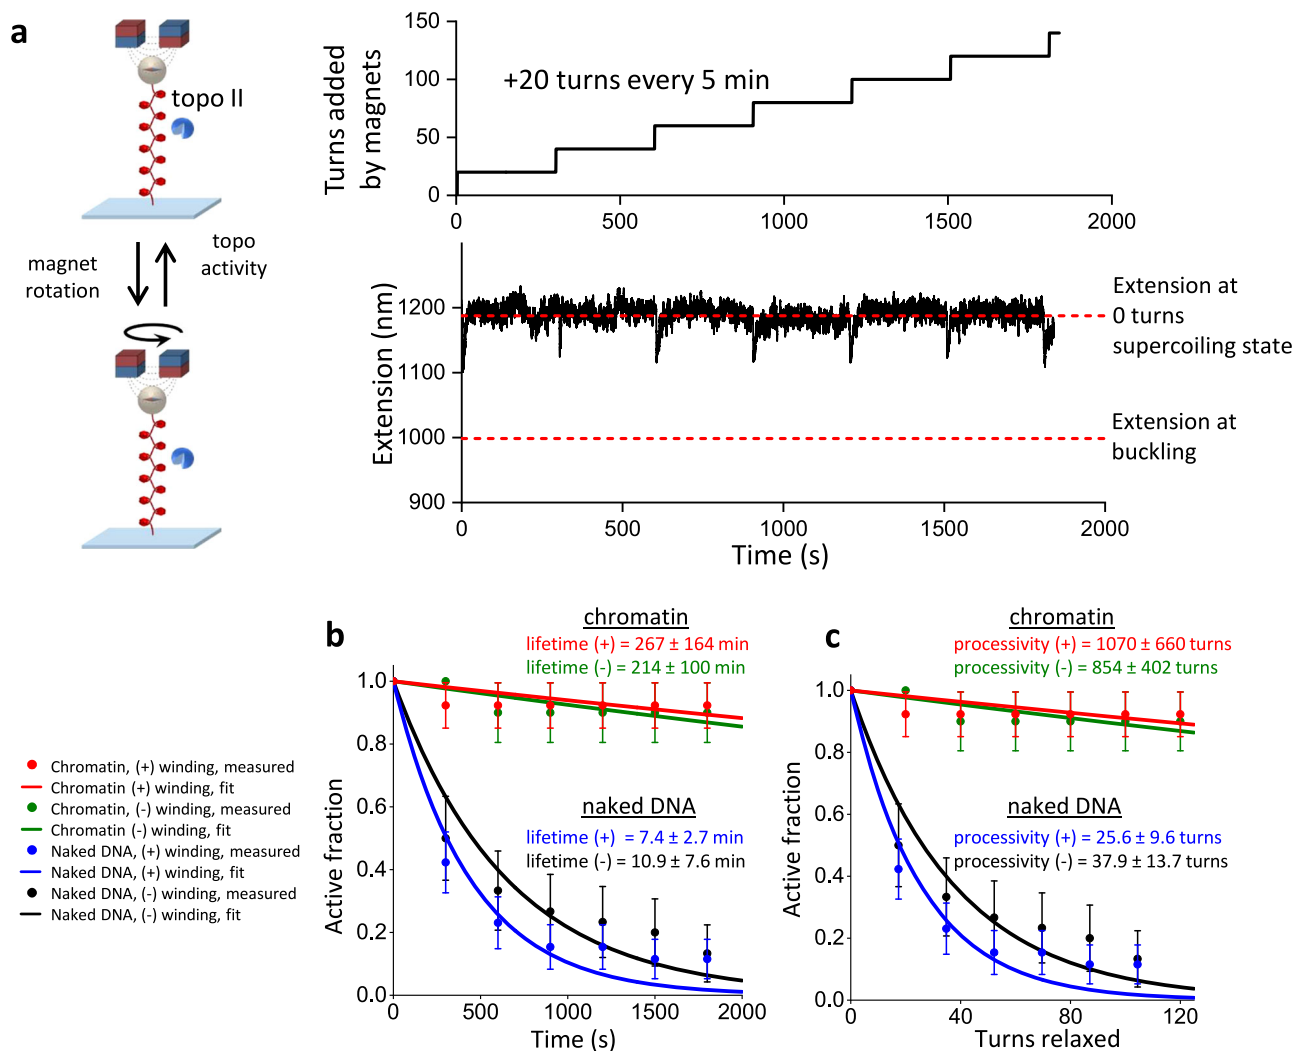 a
topo II
magnet
rotation
topo
activity
Turns added
by magnets
150
100
50
0
+20 turns every 5 min
0
500
1000
1500
2000
Extension (nm)
1200
1100
1000
900
Extension at
0 turns
supercoiling state
Extension at
buckling
0
500
1000
1500
2000
Time (s)
Chromatin, (+) winding, measured
Chromatin (+) winding, fit
Chromatin, (-) winding, measured
Chromatin (-) winding, fit
Naked DNA, (+) winding, measured
Naked DNA, (+) winding, fit
Naked DNA, (-) winding, measured
Naked DNA, (-) winding, fit
b
chromatin
lifetime (+) = 267 ± 164 min
lifetime (-) = 214 ± 100 min
naked DNA
lifetime (+) = 7.4 ± 2.7 min
lifetime (-) = 10.9 ± 7.6 min
Active fraction
1.0
0.8
0.6
0.4
0.2
0.0
0
500
1000
1500
2000
Time (s)
c
chromatin
processivity (+) = 1070 ± 660 turns
processivity (-) = 854 ± 402 turns
naked DNA
processivity (+) = 25.6 ± 9.6 turns
processivity (-) = 37.9 ± 13.7 turns
Active fraction
1.0
0.8
0.6
0.4
0.2
0.0
0
40
80
120
Turns relaxed